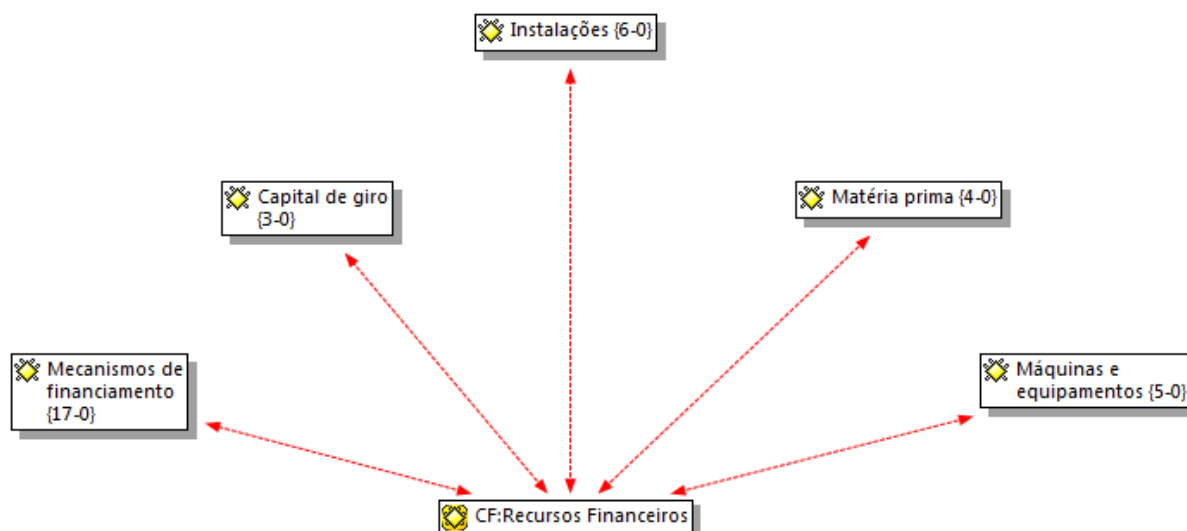 Instalações {6-0}
Capital de giro
{3-0}
Matéria prima {4-0}
Mecanismos de
financiamento
{17-0}
Máquinas e
equipamentos {5-0}
CF:Recursos Financeiros